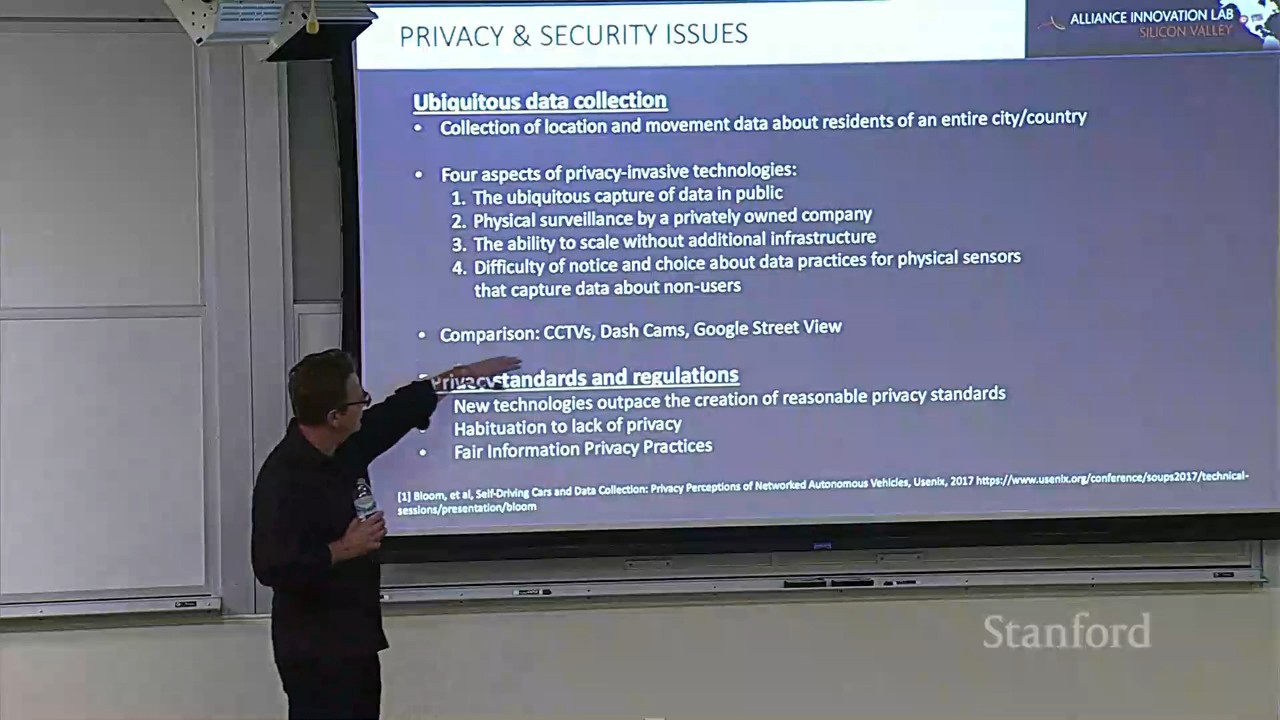 PRIVACY & SECURITY ISSUES
ALLIANCE INNOVATION LAB
SILICON VALLEY
Ubiquitous data collection
• Collection of location and movement data about residents of an entire city/country
• Four aspects of privacy-invasive technologies:
1. The ubiquitous capture of data in public
2. Physical surveillance by a privately owned company
3. The ability to scale without additional infrastructure
4. Difficulty of notice and choice about data practices for physical sensors
that capture data about non-users
• Comparison: CCTVs, Dash Cams, Google Street View
Privacy standards and regulations
New technologies outpace the creation of reasonable privacy standards
• Habituation to lack of privacy
• Fair Information Privacy Practices
[1] Bloom, et al, Self-Driving Cars and Data Collection: Privacy Perceptions of Networked Autonomous Vehicles, Usenix, 2017 https://www.usenix.org/conference/soups2017/technical-
sessions/presentation/bloom
Stanford